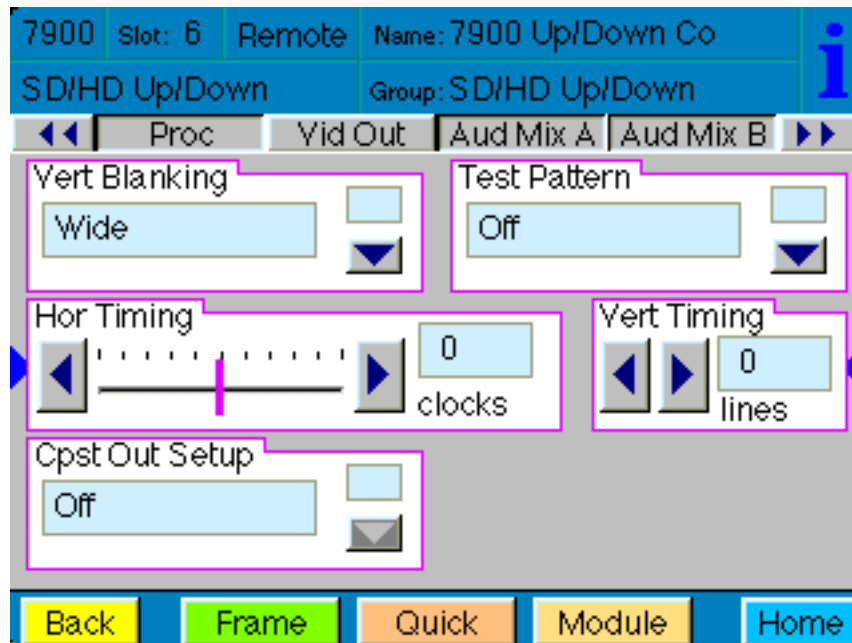 7900 Slot: 6 Remote Name: 7900 Up/Down Co i
SD/HD Up/Down Group: SD/HD Up/Down
Proc Vid Out Aud Mix A Aud Mix B
Vert Blanking Test Pattern
Wide Off
Hor Timing Vert Timing
0 0
clocks lines
Cpst Out Setup
Off
Back Frame Quick Module Home